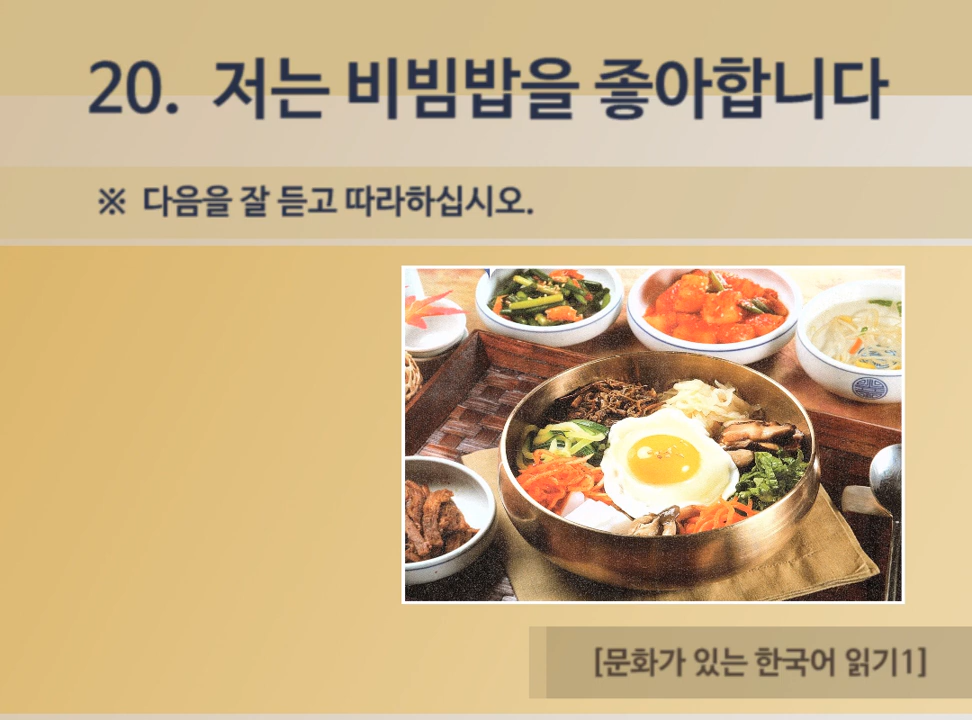 20. 저는 비빔밥을 좋아합니다
※ 다음을 잘 듣고 따라하십시오.
[문화가 있는 한국어 읽기1]